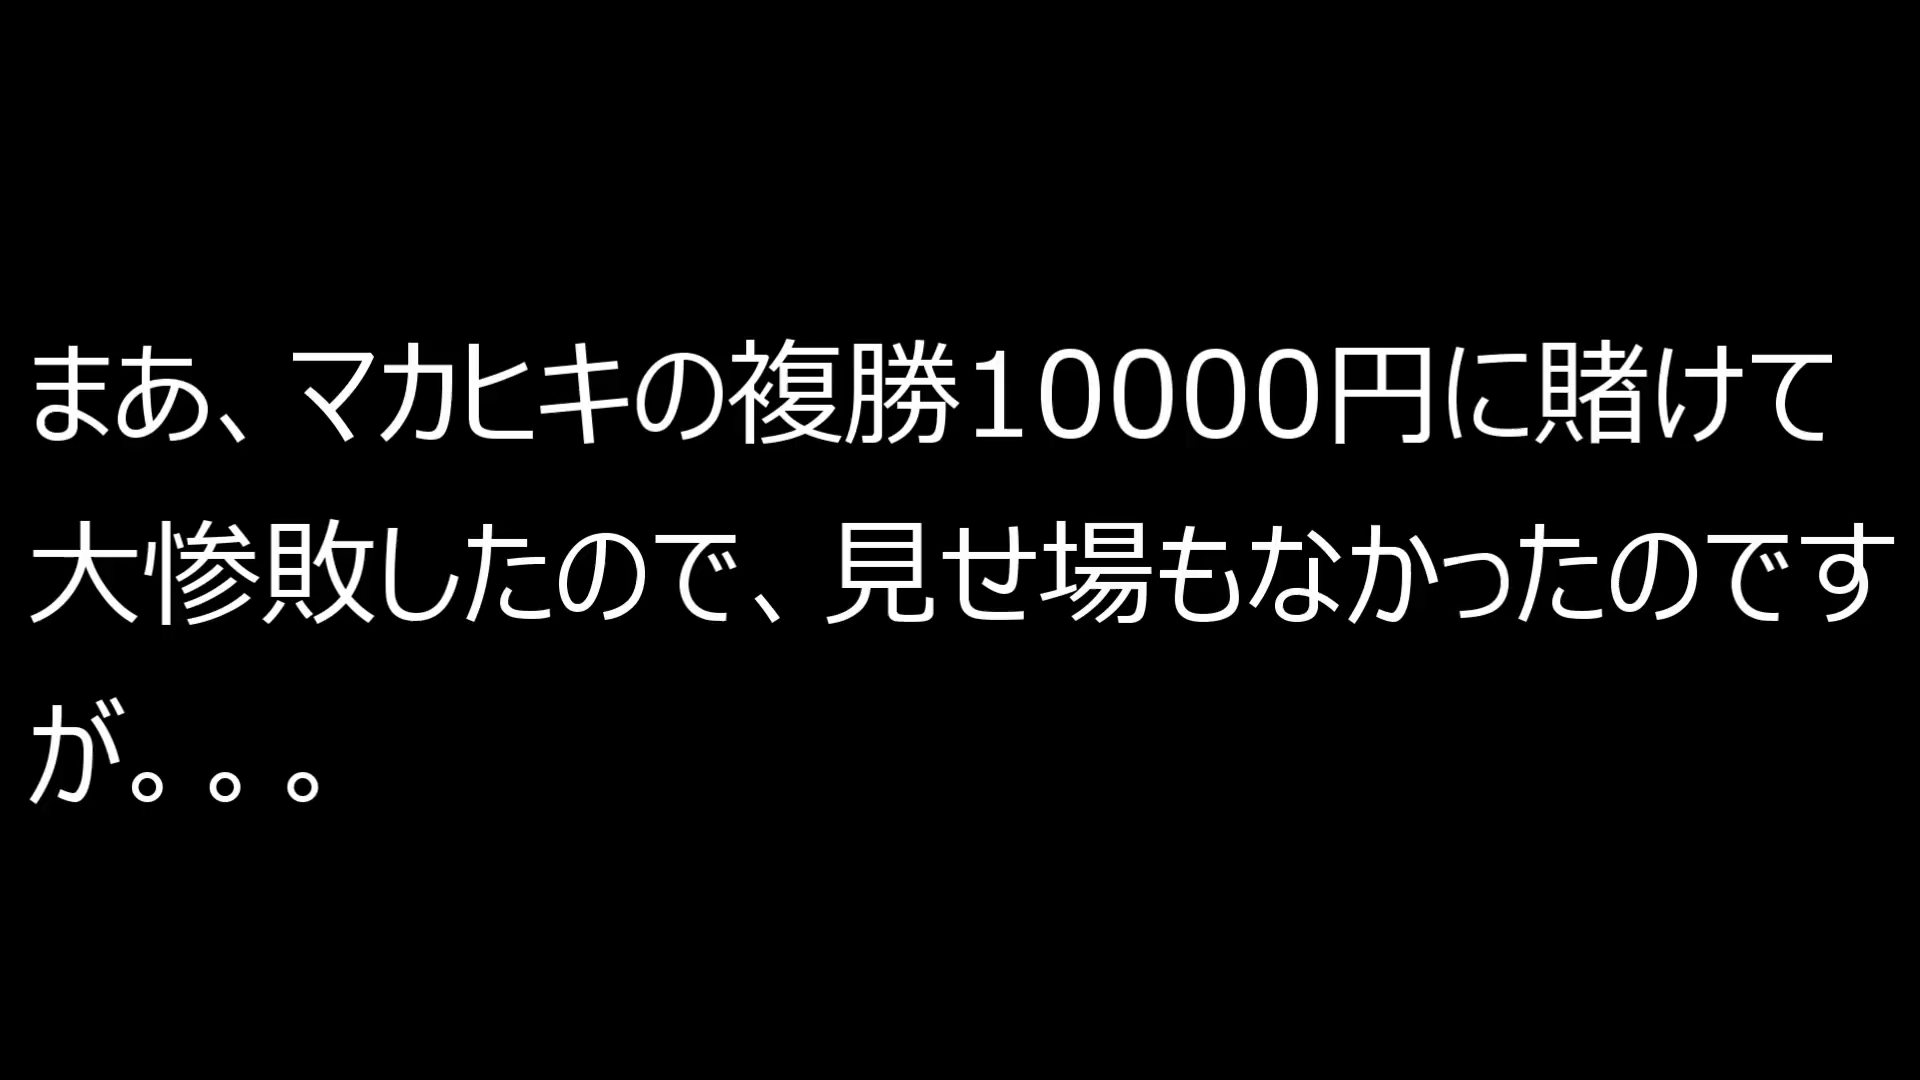 まあ、マカヒキの複勝10000円に賭けて
大惨敗したので、見せ場もなかったのです
が。。。